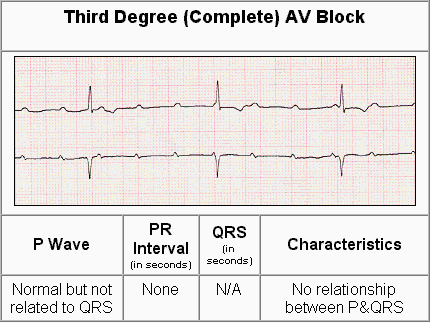 Third Degree (Complete) AV Block
P Wave
PR
Interval
(in seconds)
QRS
(in
seconds)
Characteristics
Normal but not
related to QRS
None
N/A
No relationship
between P&QRS